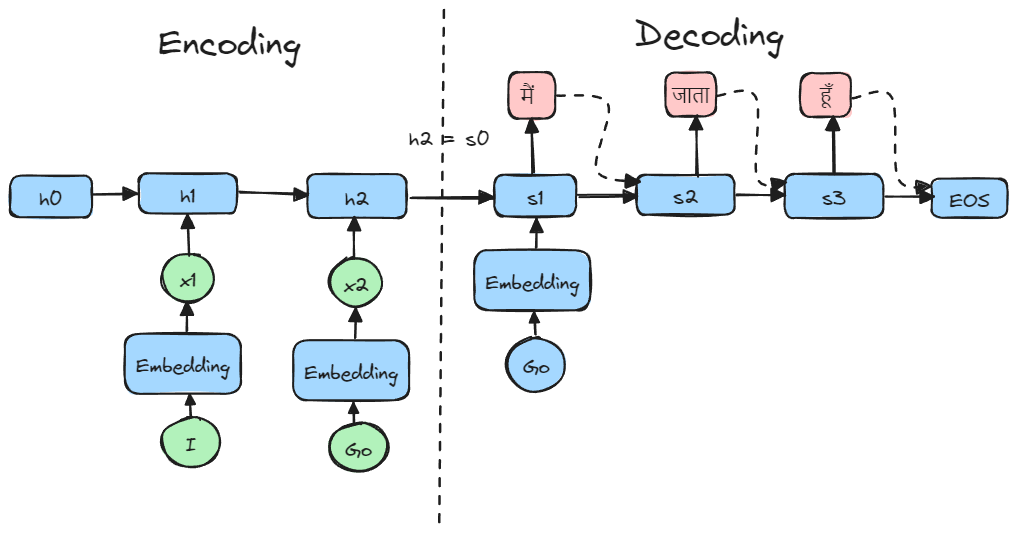 Encoding
Decoding
मैं
जाता
हूँ
h2 = s0
h0
h1
h2
s1
s2
s3
EOS
x1
x2
Embedding
Embedding
Embedding
Go
I
Go